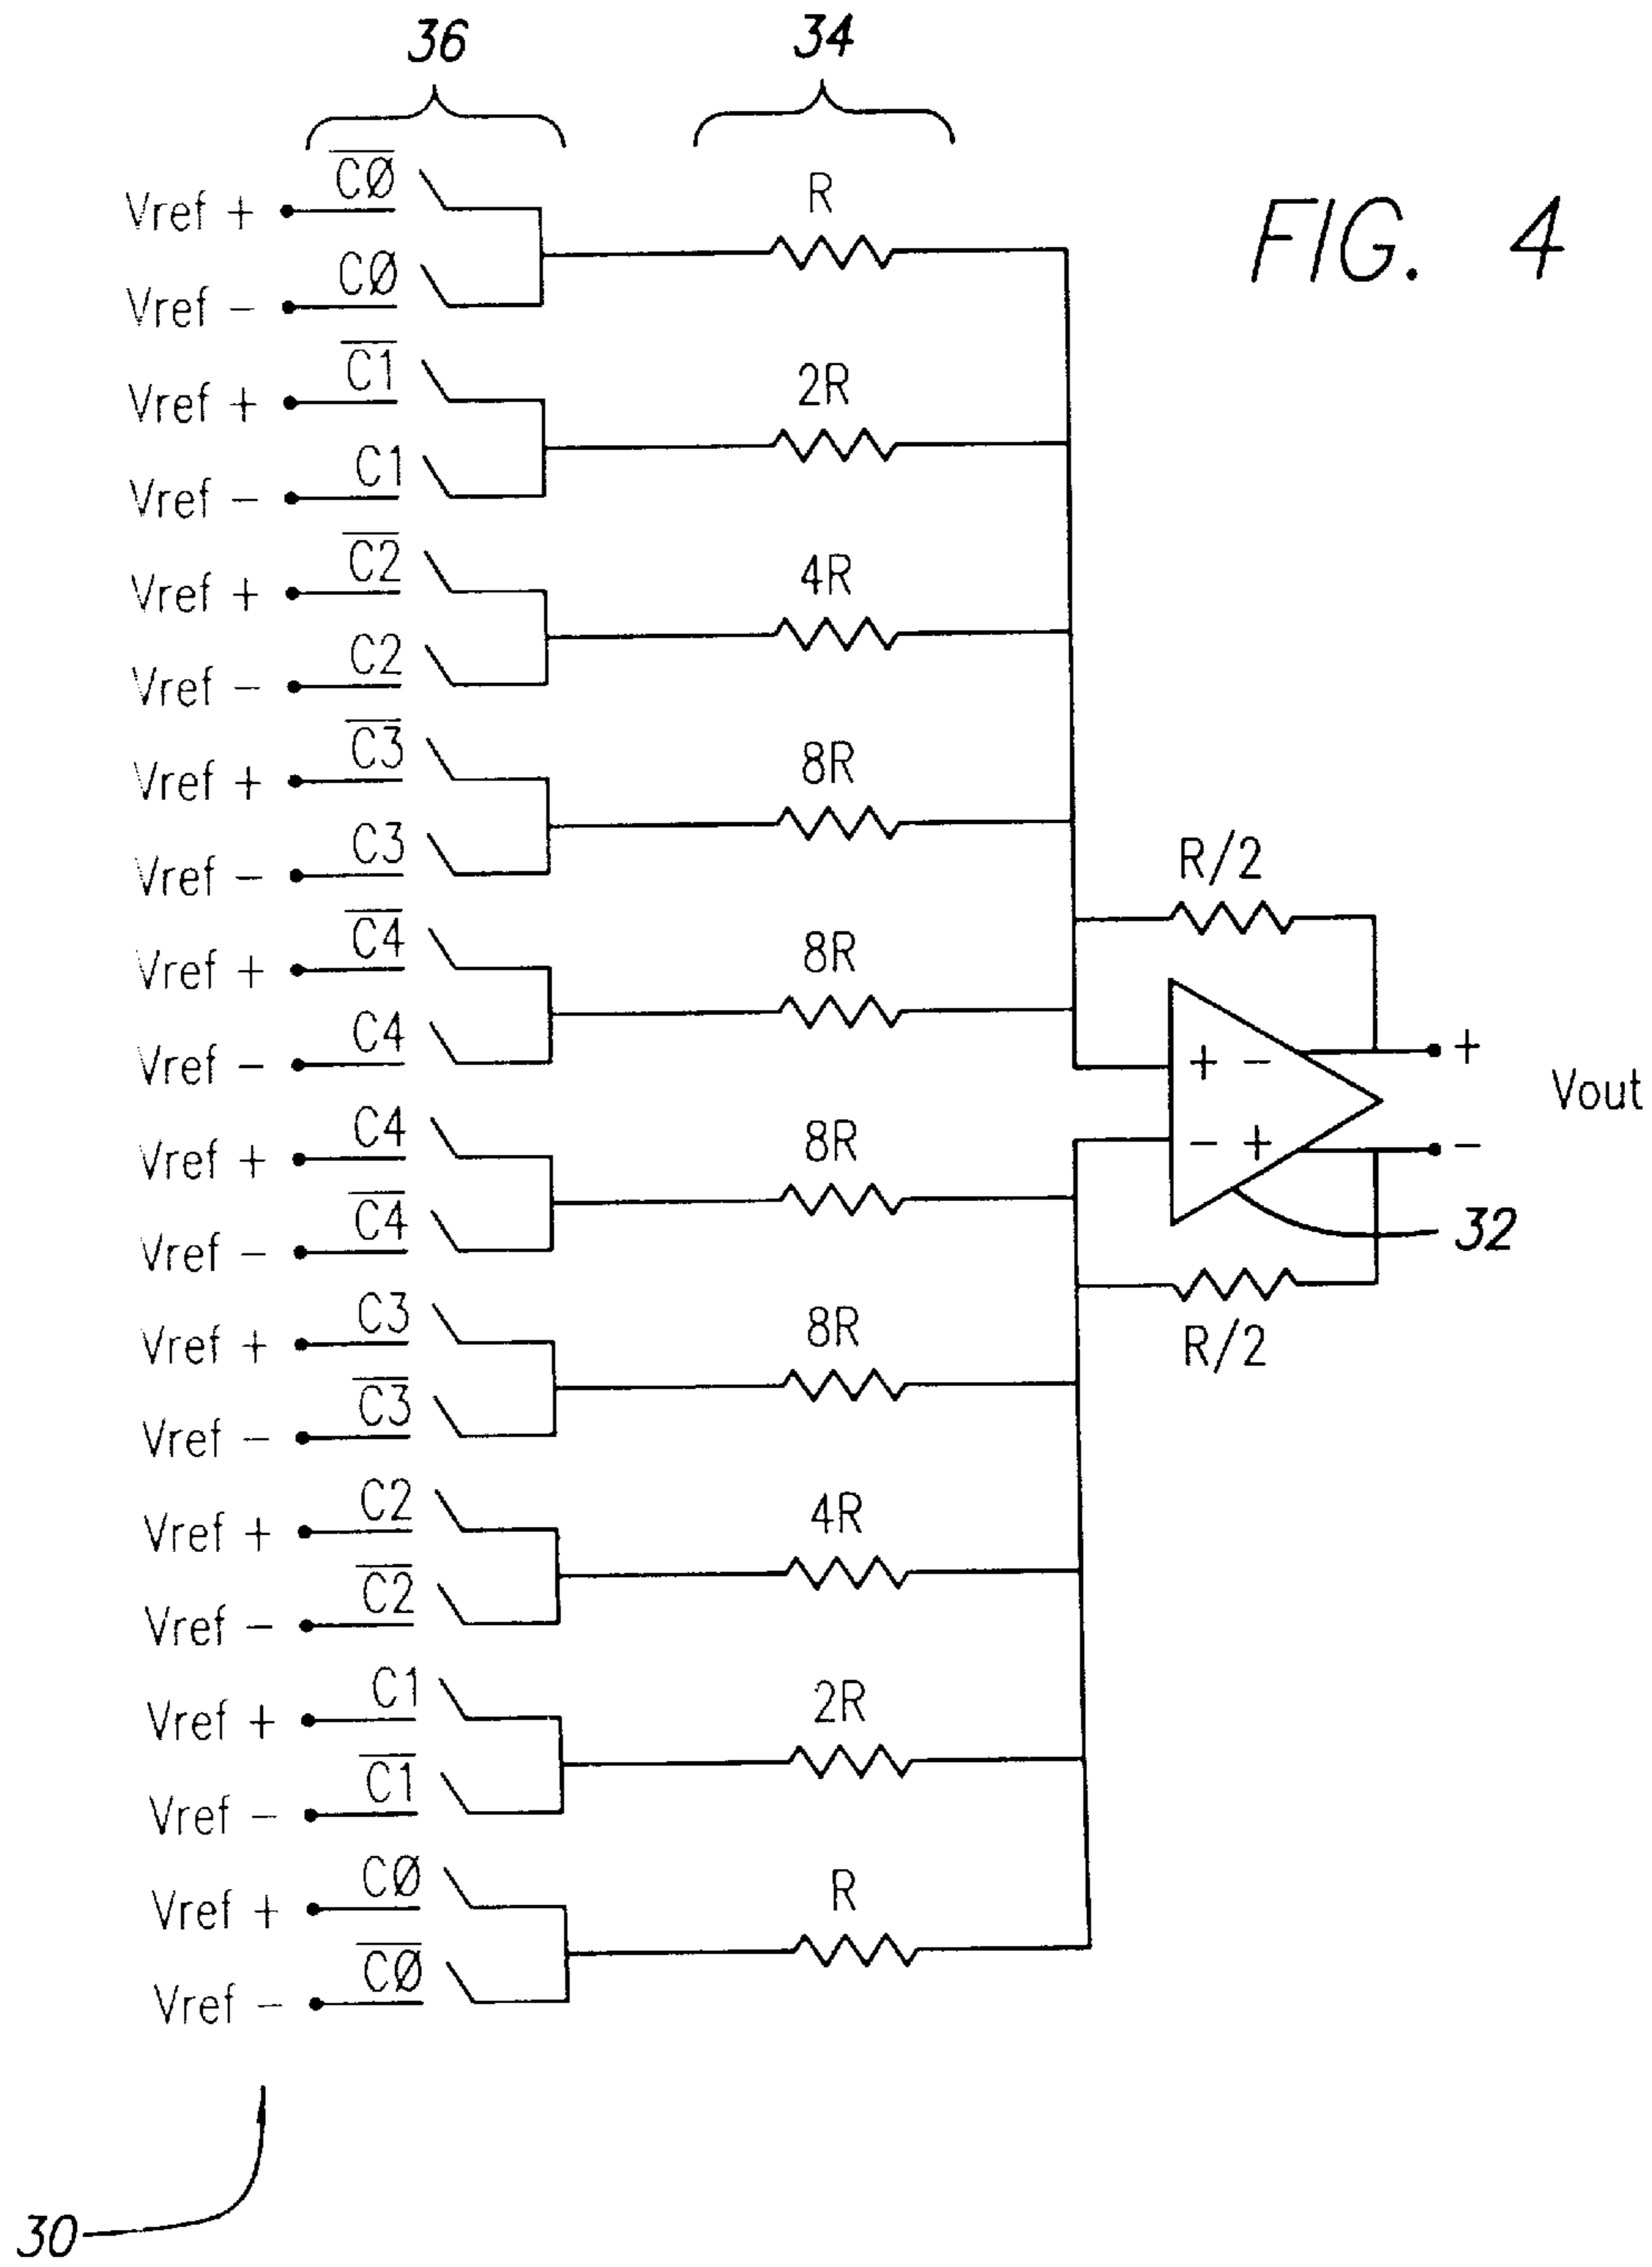 36 34
FIG. 4
Vref + C̅Ø̅ R
Vref − CØ
Vref + C̅1̅ 2R
Vref − C1
Vref + C̅2̅ 4R
Vref − C2
Vref + C̅3̅ 8R
Vref − C3
R/2
Vref + C̅4̅ 8R
Vref − C4
+ − +
Vout
− + −
Vref + C4 8R
Vref − C̅4̅
32
Vref + C3 8R
R/2
Vref − C̅3̅
Vref + C2 4R
Vref − C̅2̅
Vref + C1 2R
Vref − C̅1̅
Vref + CØ R
Vref − C̅Ø̅
30